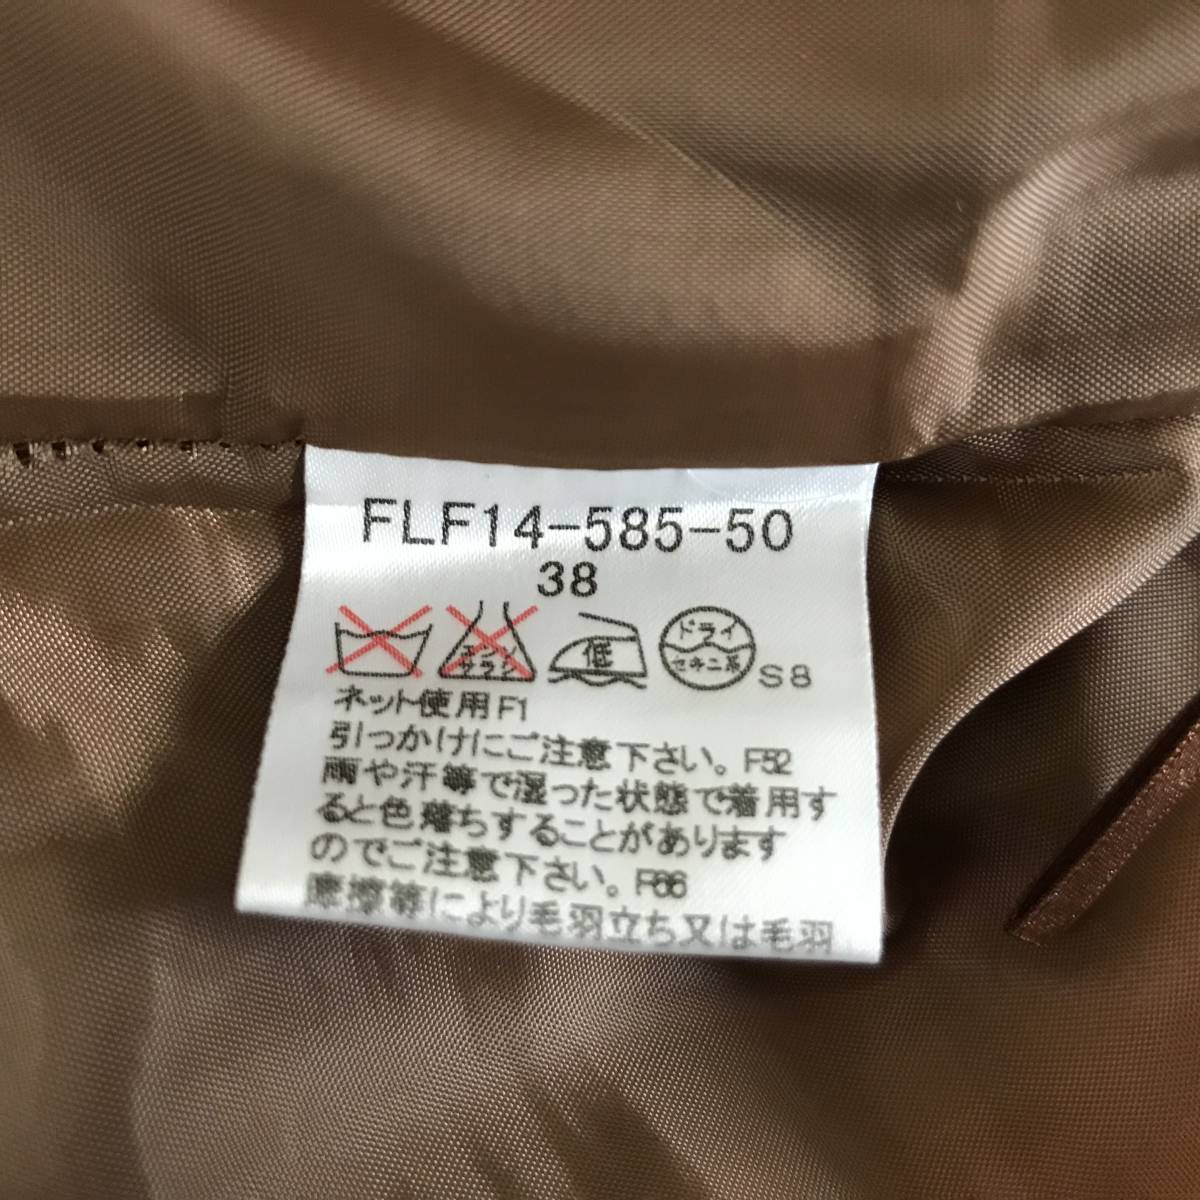 FLF14-585-50
38
エンソ
サラシ
低
ドライ
セキユ系
S8
ネット使用F1
引っかけにご注意下さい。F52
雨や汗等で湿った状態で着用す
ると色落ちすることがあります
のでご注意下さい。F66
摩擦等により毛羽立ち又は毛羽